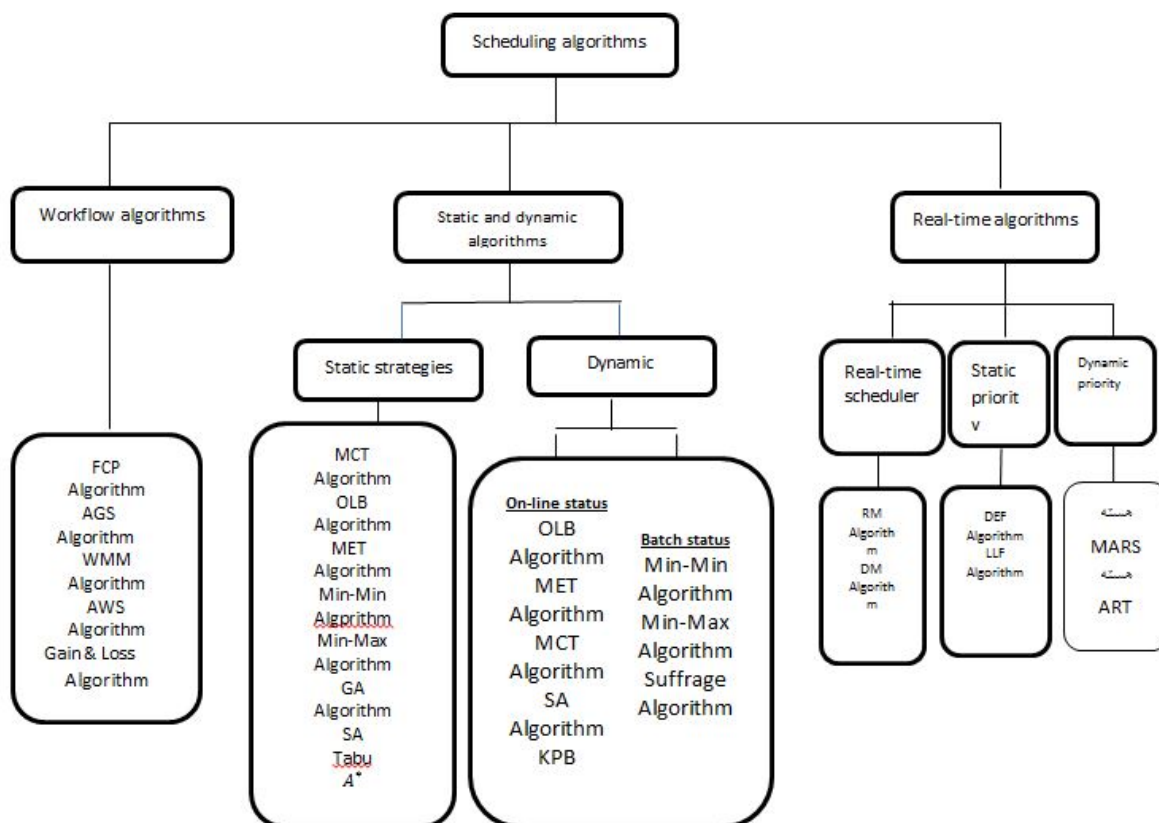 Scheduling algorithms
Workflow algorithms
Static and dynamic
algorithms
Real-time algorithms
Static strategies
Dynamic
Real-time
scheduler
Static
priorit
y
Dynamic
priority
FCP
Algorithm
AGS
Algorithm
WMM
Algorithm
AWS
Algorithm
Gain & Loss
Algorithm
MCT
Algorithm
OLB
Algorithm
MET
Algorithm
Min-Min
Algprithm
Min-Max
Algorithm
GA
Algorithm
SA
Tabu
A*
On-line status
OLB
Algorithm
MET
Algorithm
MCT
Algorithm
SA
Algorithm
KPB
Batch status
Min-Min
Algorithm
Min-Max
Algorithm
Suffrage
Algorithm
RM
Algorith
m
DM
Algorith
m
DEF
Algorithm
LLF
Algorithm
هسته
MARS
هسته
ART